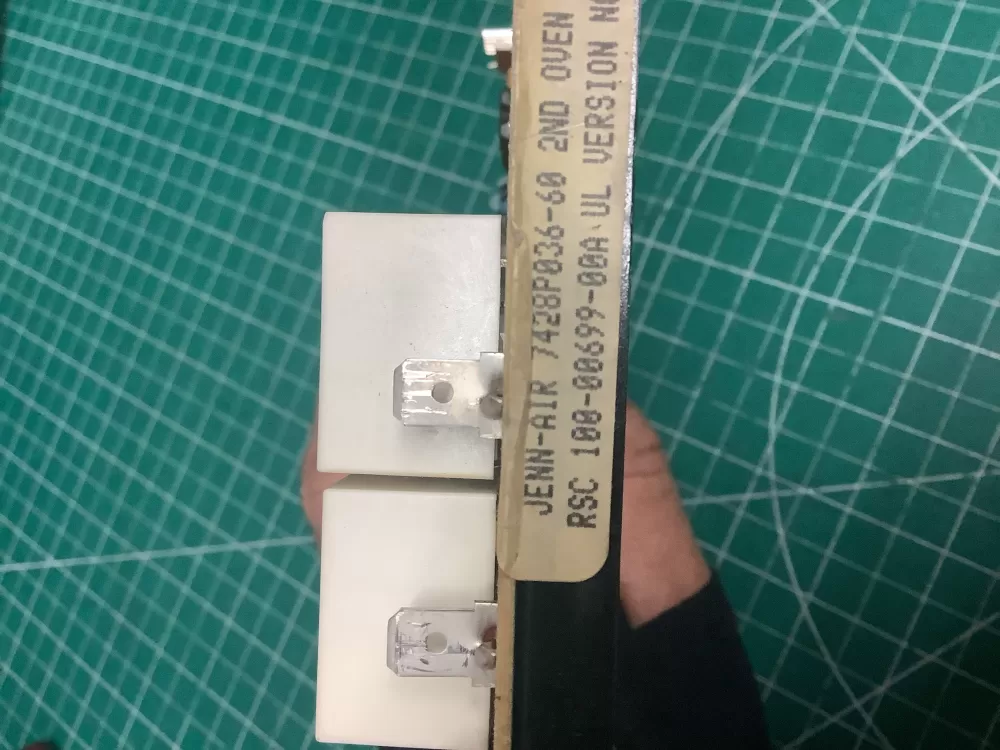 JENN-AIR 7428P036-60 2ND OVEN
RSC 100-00699-00A UL VERSION